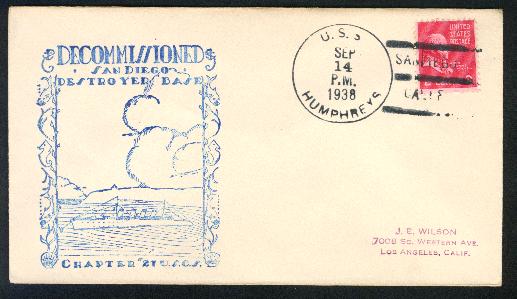 DECOMMISSIONED
SAN DIEGO
DESTROYER BASE
CHAPTER 21 U.S.C.S.
U. S. S
SEP
14
P.M.
1938
HUMPHREYS
SAN DIEGO
CALIF
UNITED
STATES
POSTAGE
J. E. WILSON
7008 SO. WESTERN AVE.
LOS ANGELES, CALIF.